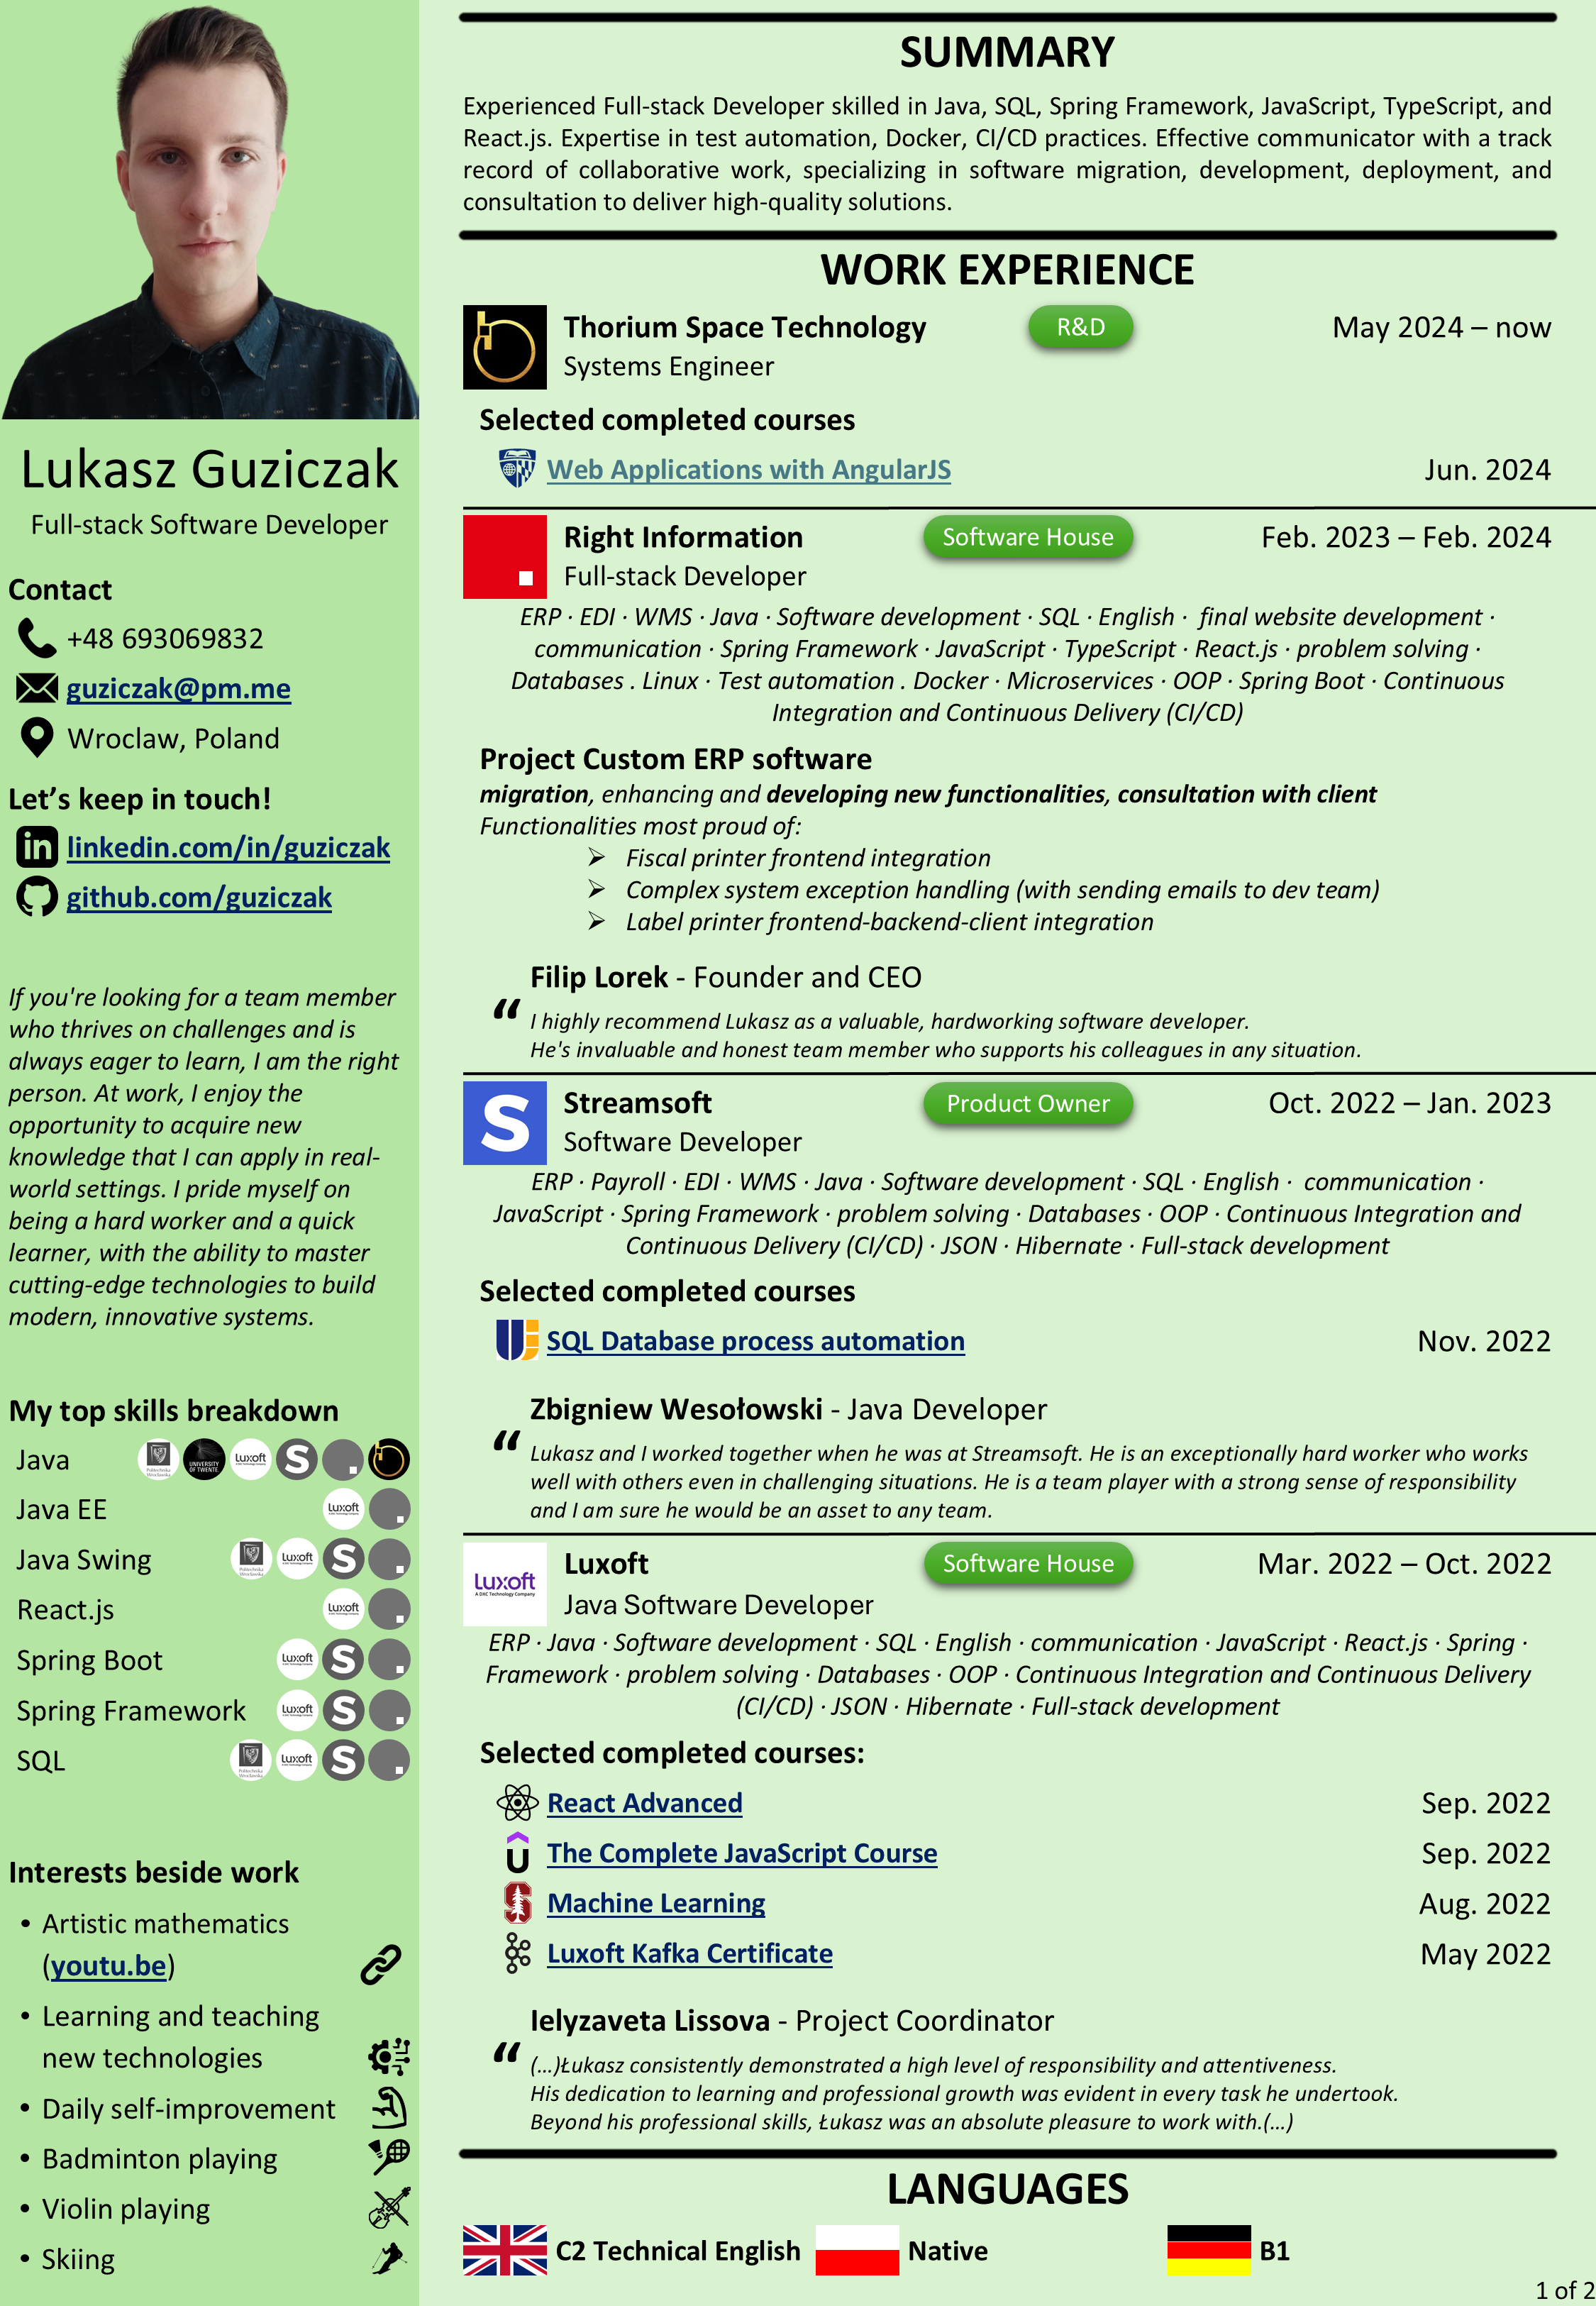 Lukasz Guziczak
Full-stack Software Developer
Contact
+48 693069832
guziczak@pm.me
Wroclaw, Poland
Let's keep in touch!
linkedin.com/in/guziczak
github.com/guziczak
If you're looking for a team member
who thrives on challenges and is
always eager to learn, I am the right
person. At work, I enjoy the
opportunity to acquire new
knowledge that I can apply in real-
world settings. I pride myself on
being a hard worker and a quick
learner, with the ability to master
cutting-edge technologies to build
modern, innovative systems.
My top skills breakdown
Java Politechnika Wrocławska UNIVERSITY OF TWENTE Luxoft S
Java EE Luxoft
Java Swing Politechnika Wrocławska Luxoft S
React.js Luxoft
Spring Boot Luxoft S
Spring Framework Luxoft S
SQL Politechnika Wrocławska Luxoft S
Interests beside work
• Artistic mathematics
(youtu.be)
• Learning and teaching
new technologies
• Daily self-improvement
• Badminton playing
• Violin playing
• Skiing
SUMMARY
Experienced Full-stack Developer skilled in Java, SQL, Spring Framework, JavaScript, TypeScript, and
React.js. Expertise in test automation, Docker, CI/CD practices. Effective communicator with a track
record of collaborative work, specializing in software migration, development, deployment, and
consultation to deliver high-quality solutions.
WORK EXPERIENCE
Thorium Space Technology R&D May 2024 – now
Systems Engineer
Selected completed courses
Web Applications with AngularJS Jun. 2024
Right Information Software House Feb. 2023 – Feb. 2024
Full-stack Developer
ERP · EDI · WMS · Java · Software development · SQL · English · final website development ·
communication · Spring Framework · JavaScript · TypeScript · React.js · problem solving ·
Databases . Linux · Test automation . Docker · Microservices · OOP · Spring Boot · Continuous
Integration and Continuous Delivery (CI/CD)
Project Custom ERP software
migration, enhancing and developing new functionalities, consultation with client
Functionalities most proud of:
➢ Fiscal printer frontend integration
➢ Complex system exception handling (with sending emails to dev team)
➢ Label printer frontend-backend-client integration
Filip Lorek - Founder and CEO
“ I highly recommend Lukasz as a valuable, hardworking software developer.
He's invaluable and honest team member who supports his colleagues in any situation.
S Streamsoft Product Owner Oct. 2022 – Jan. 2023
Software Developer
ERP · Payroll · EDI · WMS · Java · Software development · SQL · English · communication ·
JavaScript · Spring Framework · problem solving · Databases · OOP · Continuous Integration and
Continuous Delivery (CI/CD) · JSON · Hibernate · Full-stack development
Selected completed courses
SQL Database process automation Nov. 2022
Zbigniew Wesołowski - Java Developer
“ Lukasz and I worked together when he was at Streamsoft. He is an exceptionally hard worker who works
well with others even in challenging situations. He is a team player with a strong sense of responsibility
and I am sure he would be an asset to any team.
Luxoft Software House Mar. 2022 – Oct. 2022
Luxoft
A DXC Technology Company
Java Software Developer
ERP · Java · Software development · SQL · English · communication · JavaScript · React.js · Spring ·
Framework · problem solving · Databases · OOP · Continuous Integration and Continuous Delivery
(CI/CD) · JSON · Hibernate · Full-stack development
Selected completed courses:
React Advanced Sep. 2022
The Complete JavaScript Course Sep. 2022
Machine Learning Aug. 2022
Luxoft Kafka Certificate May 2022
Ielyzaveta Lissova - Project Coordinator
“ (…)Łukasz consistently demonstrated a high level of responsibility and attentiveness.
His dedication to learning and professional growth was evident in every task he undertook.
Beyond his professional skills, Łukasz was an absolute pleasure to work with.(…)
LANGUAGES
C2 Technical English Native B1
1 of 2